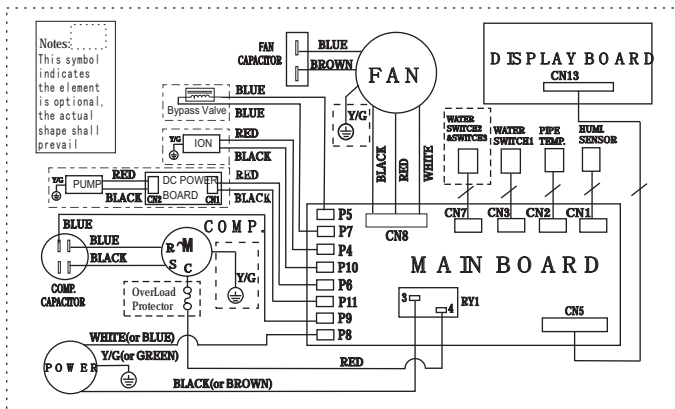 Notes:
This symbol
indicates
the element
is optional,
the actual
shape shall
prevail
FAN
CAPACITOR
BLUE
BROWN
FAN
Y/G
BLACK
RED
WHITE
DISPLAY BOARD
CN13
BLUE
Bypass Valve
BLUE
Y/G
ION
RED
BLACK
Y/G
PUMP
RED
BLACK
CN2
DC POWER
BOARD
CN1
RED
BLACK
WATER
SWITCH2
&SWITCH3
WATER
SWITCH1
PIPE
TEMP.
HUMI.
SENSOR
CN7
CN3
CN2
CN1
P5
P7
P4
P10
P6
P11
P9
P8
CN8
MAIN BOARD
3
4
RY1
CN5
BLUE
BLUE
BLACK
COMP.
CAPACITOR
COMP.
R
M
S
C
Y/G
OverLoad
Protector
WHITE(or BLUE)
Y/G(or GREEN)
POWER
BLACK(or BROWN)
RED